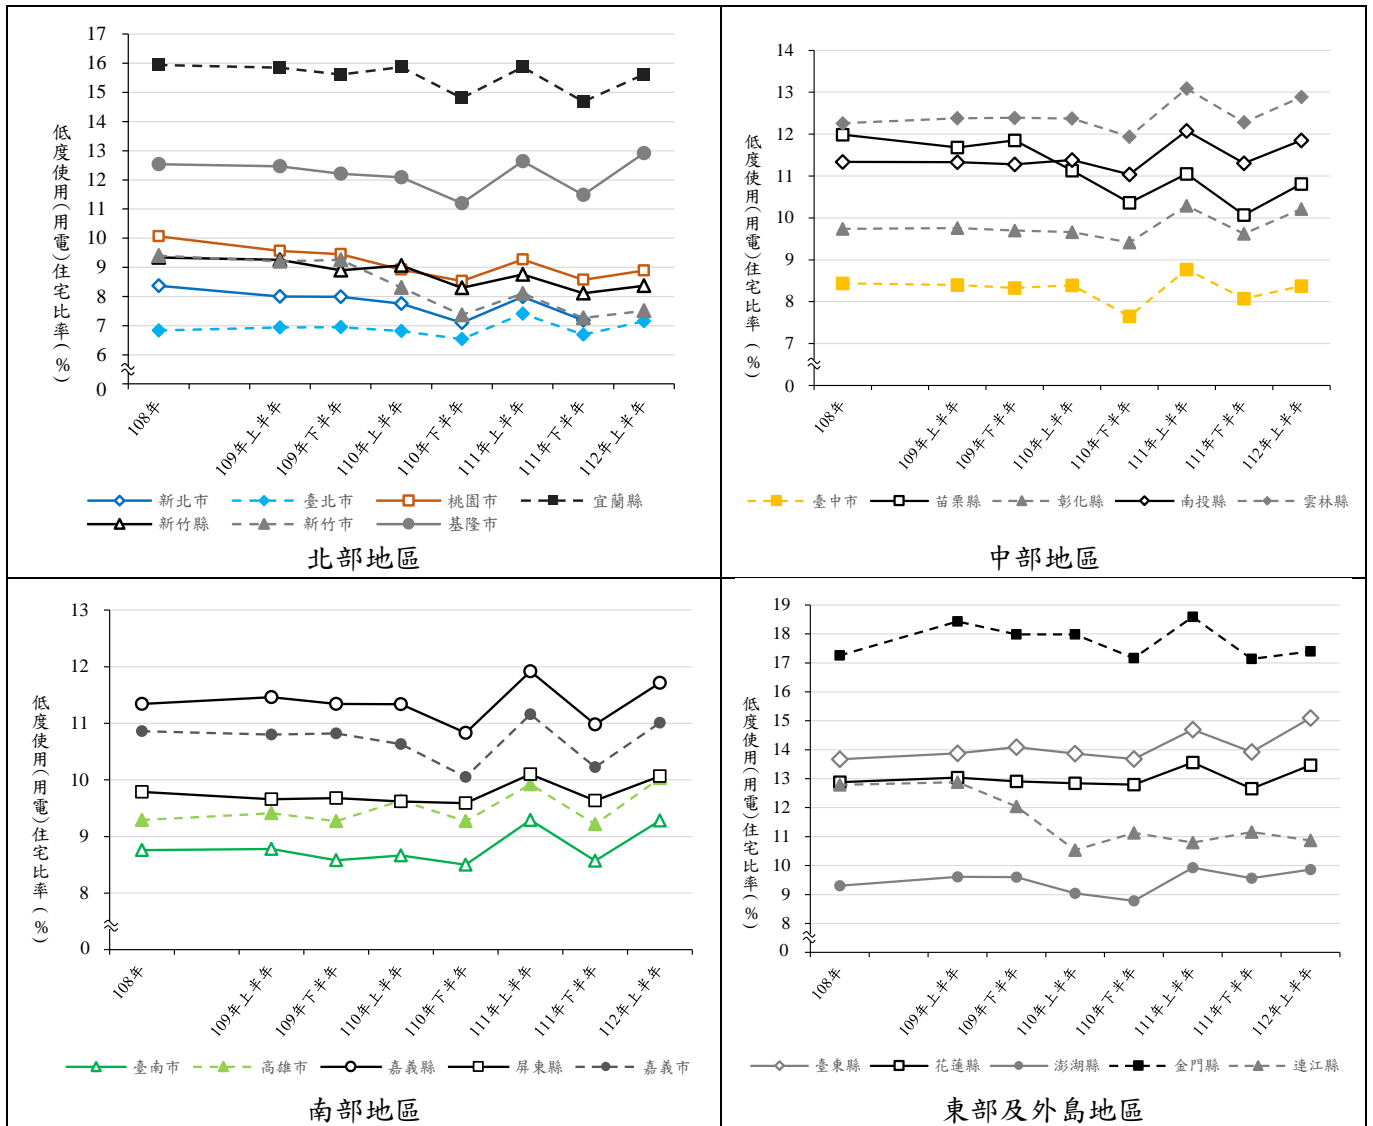 17
16
15
14
13
12
11
10
9
8
7
6
0
低度使用(用電)住宅比率(%)
108年
109年上半年
109年下半年
110年上半年
110年下半年
111年上半年
111年下半年
112年上半年
新北市 臺北市 桃園市 宜蘭縣
新竹縣 新竹市 基隆市
北部地區
14
13
12
11
10
9
8
7
0
低度使用(用電)住宅比率(%)
108年
109年上半年
109年下半年
110年上半年
110年下半年
111年上半年
111年下半年
112年上半年
臺中市 苗栗縣 彰化縣 南投縣 雲林縣
中部地區
13
12
11
10
9
8
0
低度使用(用電)住宅比率(%)
108年
109年上半年
109年下半年
110年上半年
110年下半年
111年上半年
111年下半年
112年上半年
臺南市 高雄市 嘉義縣 屏東縣 嘉義市
南部地區
19
18
17
16
15
14
13
12
11
10
9
8
0
低度使用(用電)住宅比率(%)
108年
109年上半年
109年下半年
110年上半年
110年下半年
111年上半年
111年下半年
112年上半年
臺東縣 花蓮縣 澎湖縣 金門縣 連江縣
東部及外島地區